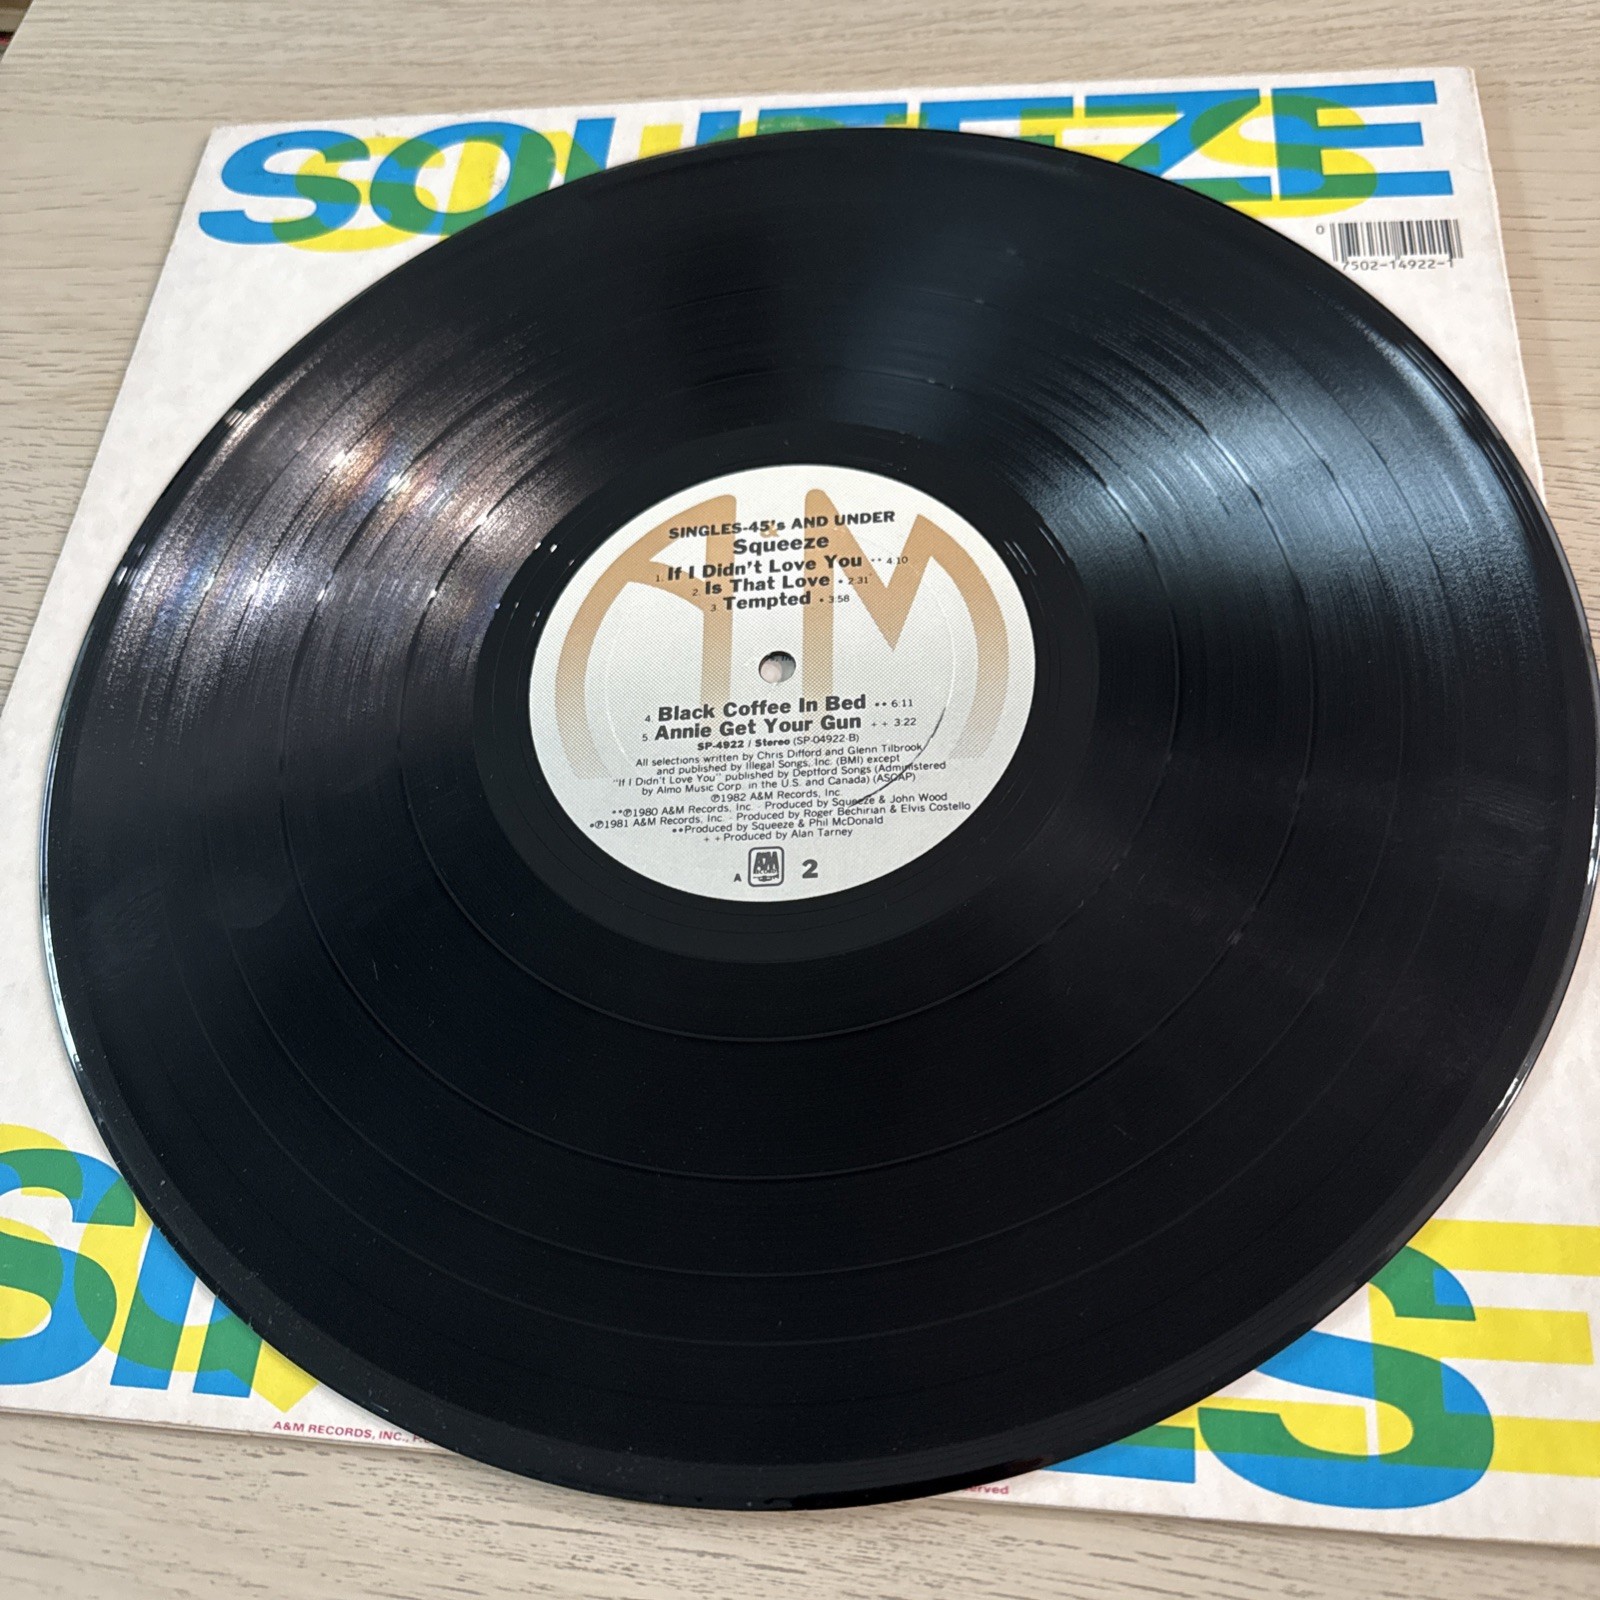 SQUEEZE
0
7502-14922-1
SINGLES-45's AND UNDER
Squeeze
1. If I Didn't Love You •• 4:10
2. Is That Love • 2:31
3. Tempted • 3:58
4. Black Coffee In Bed •• 6:11
5. Annie Get Your Gun + + 3:22
SP-4922 / Stereo (SP-04922-B)
All selections written by Chris Difford and Glenn Tilbrook
and published by Illegal Songs, Inc. (BMI) except
"If I Didn't Love You" published by Deptford Songs (Administered
by Almo Music Corp. in the U.S. and Canada) (ASCAP)
℗1982 A&M Records, Inc.
**℗1980 A&M Records, Inc. - Produced by Squeeze & John Wood
•℗1981 A&M Records, Inc. - Produced by Roger Bechirian & Elvis Costello
••Produced by Squeeze & Phil McDonald
+ + Produced by Alan Tarney
A A&M RECORDS 2
A&M RECORDS, INC.,